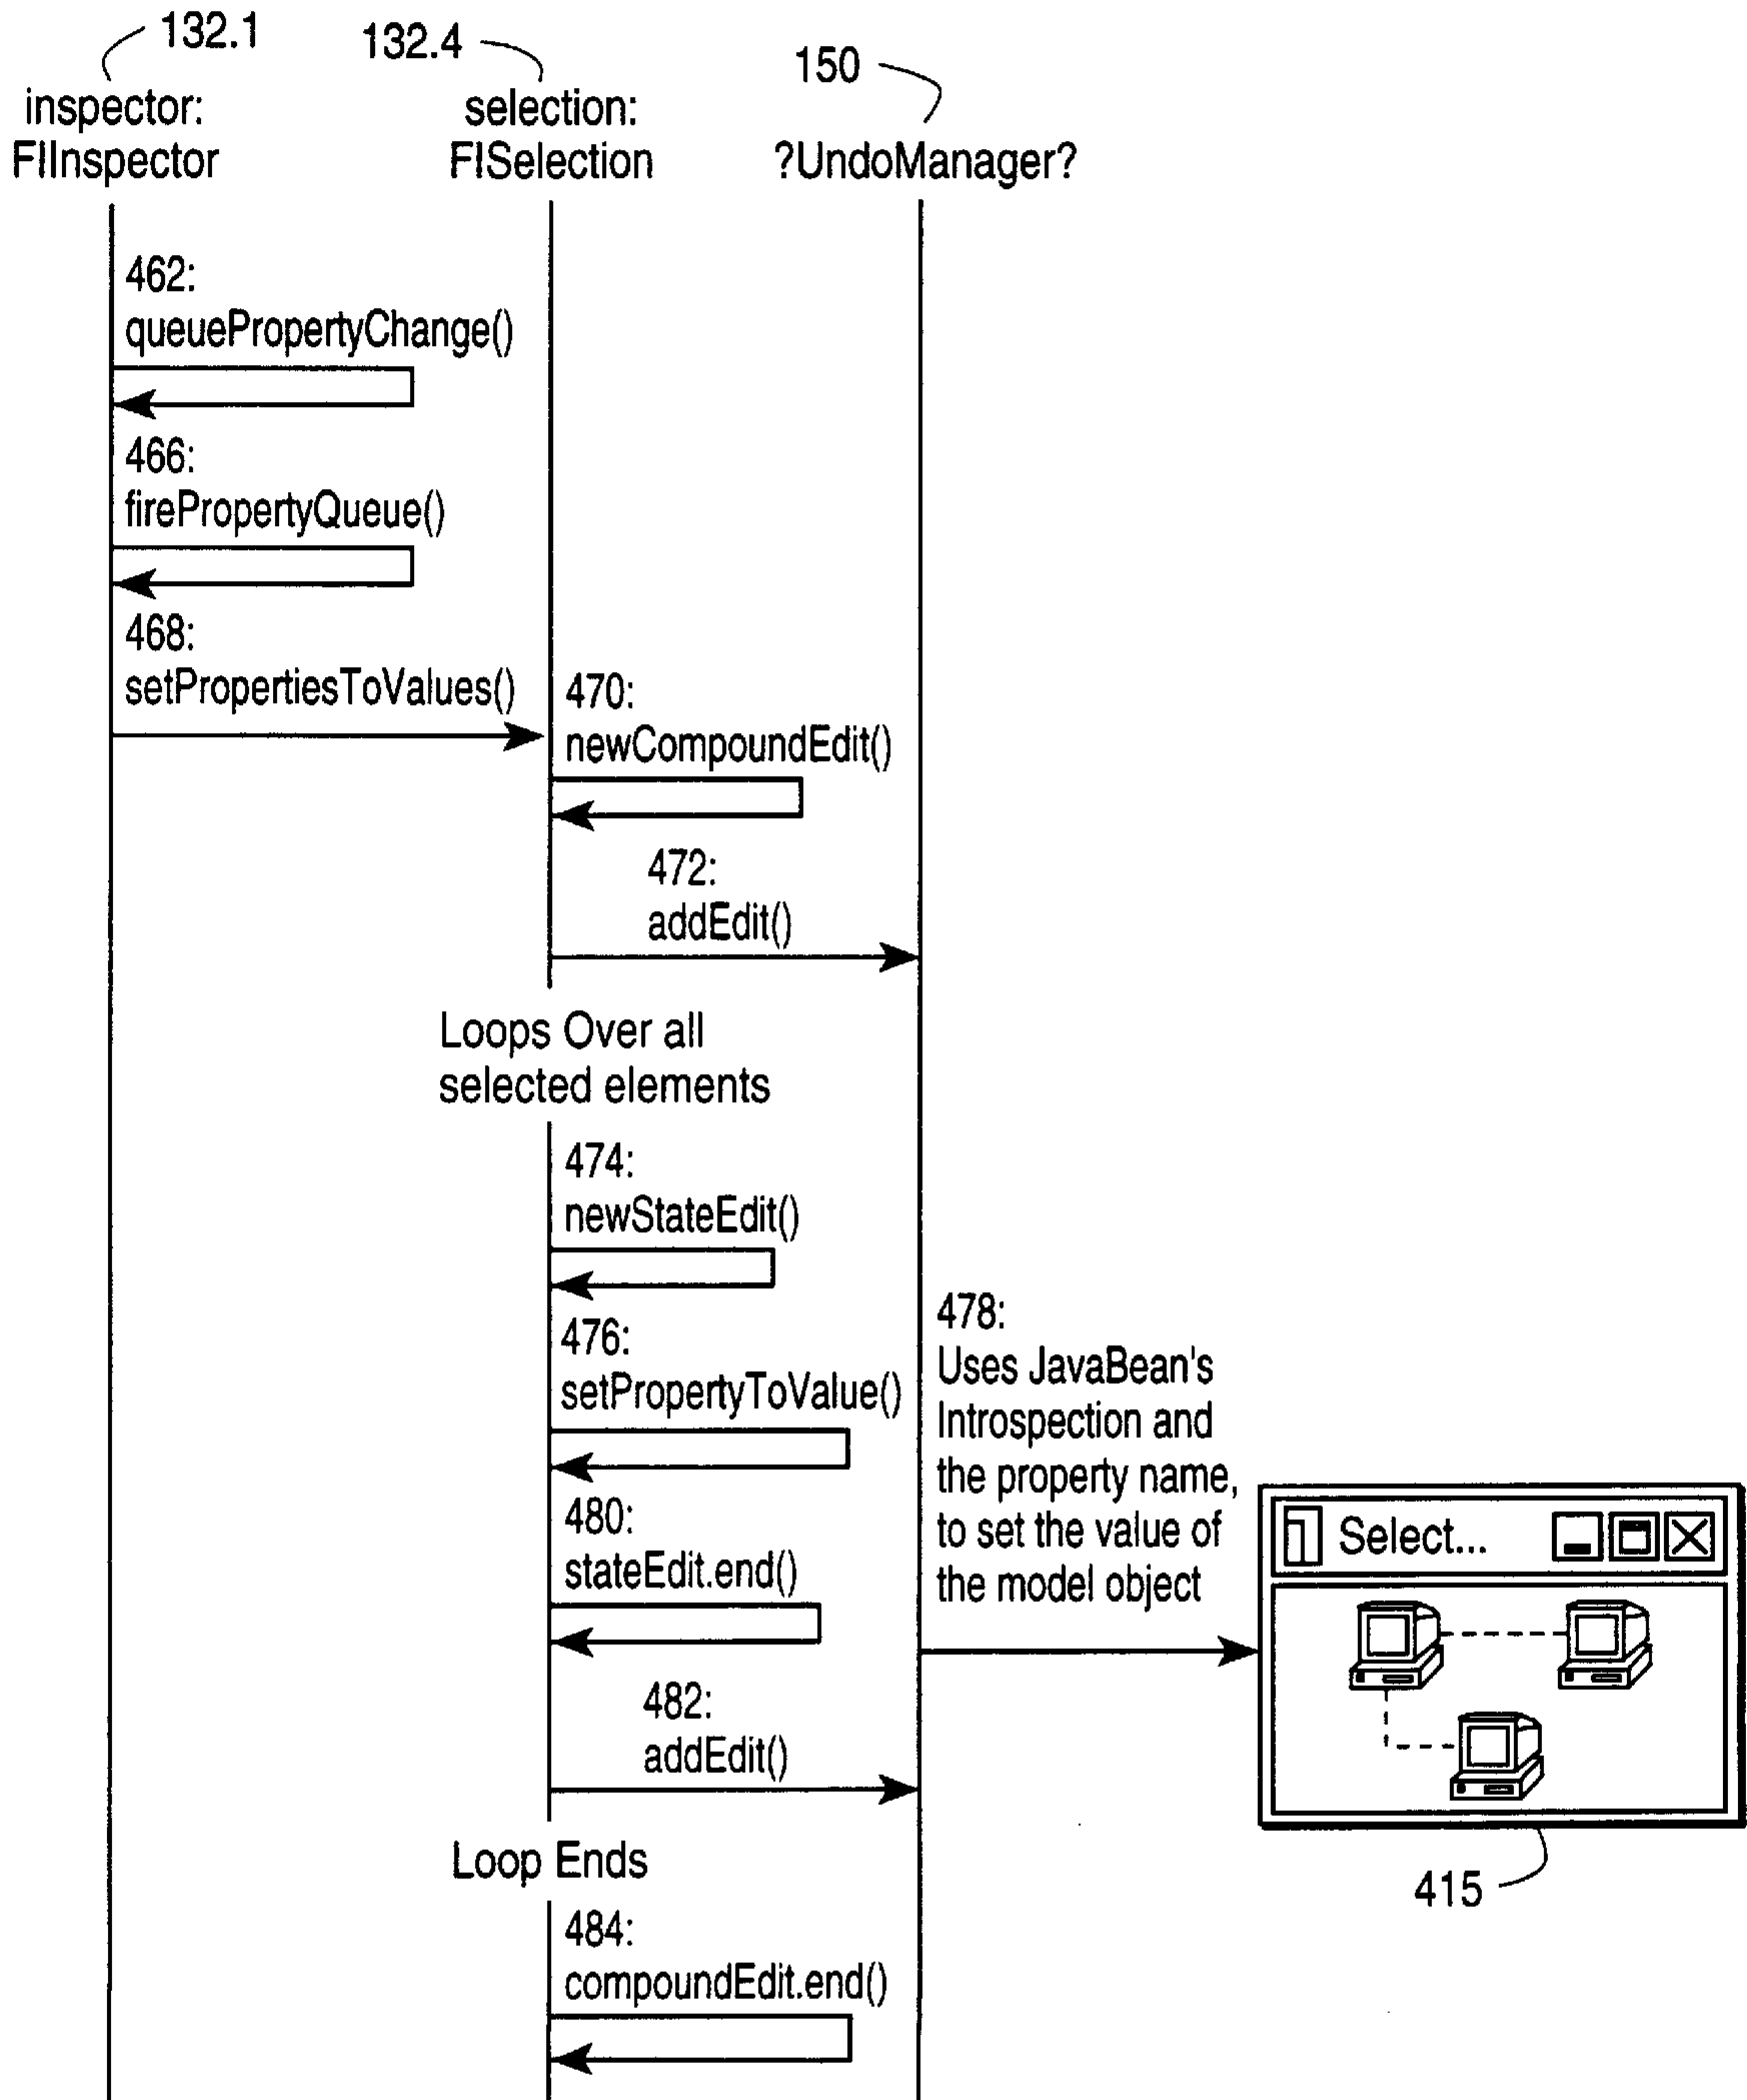 132.1
132.4
150
inspector:
FIInspector
selection:
FISelection
?UndoManager?
462:
queuePropertyChange()
466:
firePropertyQueue()
468:
setPropertiesToValues()
470:
newCompoundEdit()
472:
addEdit()
Loops Over all
selected elements
474:
newStateEdit()
476:
setPropertyToValue()
478:
Uses JavaBean's
Introspection and
the property name,
to set the value of
the model object
Select...
480:
stateEdit.end()
482:
addEdit()
415
Loop Ends
484:
compoundEdit.end()